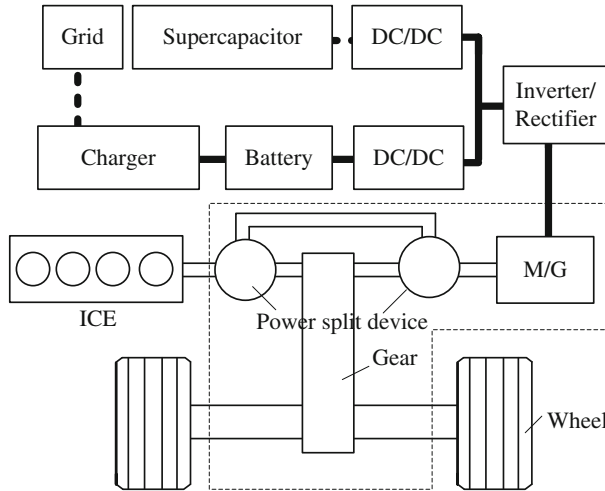 Grid
Supercapacitor
DC/DC
Inverter/
Rectifier
Charger
Battery
DC/DC
M/G
ICE
Power split device
Gear
Wheel